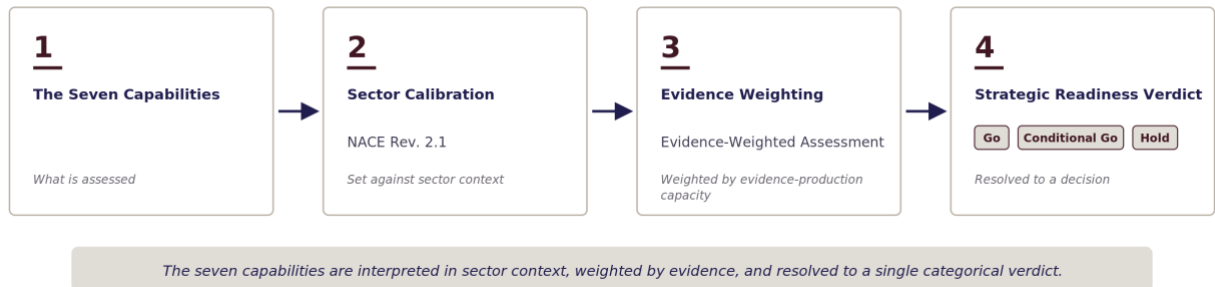 1
The Seven Capabilities
What is assessed
2
Sector Calibration
NACE Rev. 2.1
Set against sector context
3
Evidence Weighting
Evidence-Weighted Assessment
Weighted by evidence-production
capacity
4
Strategic Readiness Verdict
Go Conditional Go Hold
Resolved to a decision
The seven capabilities are interpreted in sector context, weighted by evidence, and resolved to a single categorical verdict.